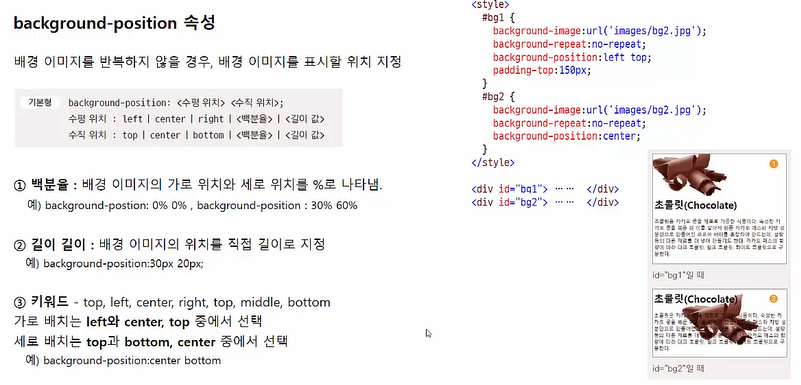 background-position 속성
배경 이미지를 반복하지 않을 경우, 배경 이미지를 표시할 위치 지정
기본형 background-position: <수평 위치> <수직 위치>;
수평 위치 : left | center | right | <백분율> | <길이 값>
수직 위치 : top | center | bottom | <백분율> | <길이 값>
① 백분율 : 배경 이미지의 가로 위치와 세로 위치를 %로 나타냄.
예) background-postion: 0% 0% , background-position : 30% 60%
② 길이 길이 : 배경 이미지의 위치를 직접 길이로 지정
예) background-position:30px 20px;
③ 키워드 - top, left, center, right, top, middle, bottom
가로 배치는 left와 center, top 중에서 선택
세로 배치는 top과 bottom, center 중에서 선택
예) background-position:center bottom
<style>
#bg1 {
background-image:url('images/bg2.jpg');
background-repeat:no-repeat;
background-position:left top;
padding-top:150px;
}
#bg2 {
background-image:url('images/bg2.jpg');
background-repeat:no-repeat;
background-position:center;
}
</style>
<div id="bg1"> …… </div>
<div id="bg2"> …… </div>
①
초콜릿(Chocolate)
id="bg1"일 때
초콜릿(Chocolate)
②
id="bg2"일 때